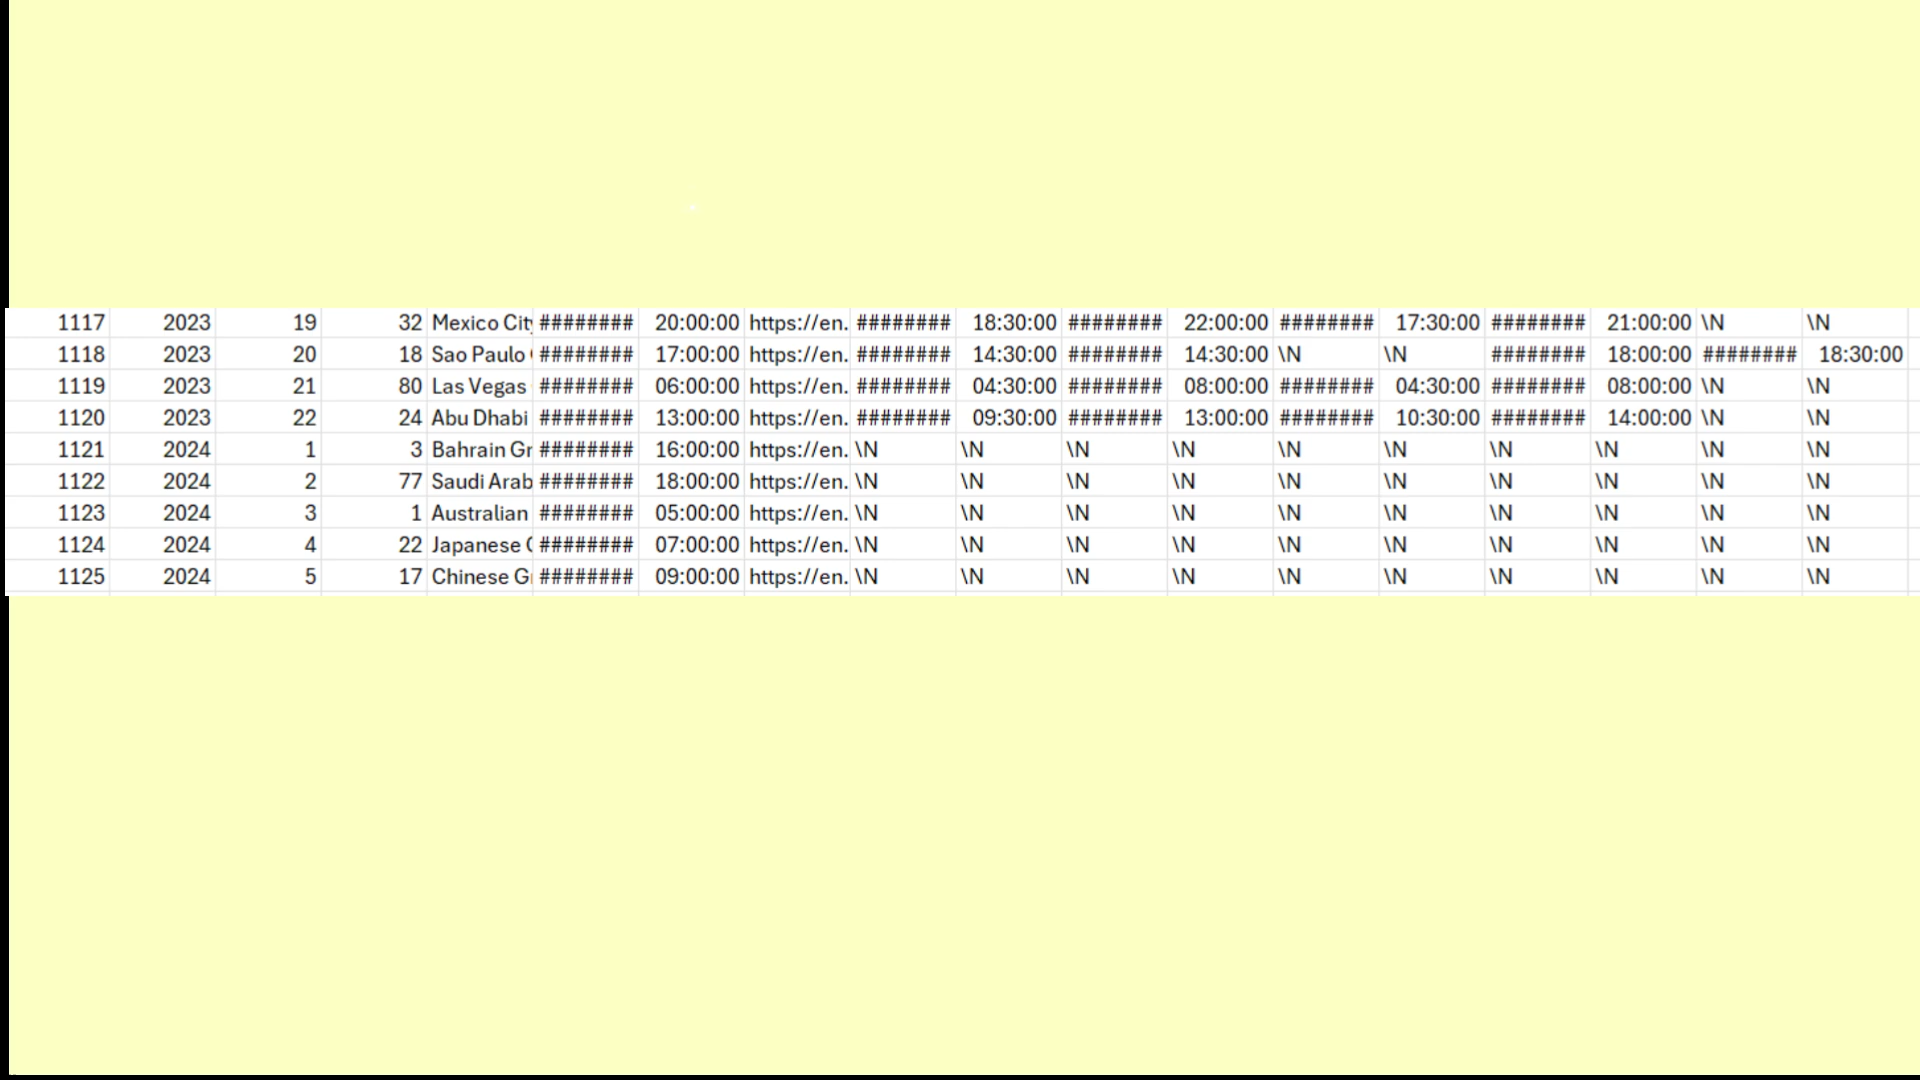 1117 2023 19 32 Mexico City ######## 20:00:00 https://en. ######## 18:30:00 ######## 22:00:00 ######## 17:30:00 ######## 21:00:00 \N \N
1118 2023 20 18 Sao Paulo ######## 17:00:00 https://en. ######## 14:30:00 ######## 14:30:00 \N \N ######## 18:00:00 ######## 18:30:00
1119 2023 21 80 Las Vegas ######## 06:00:00 https://en. ######## 04:30:00 ######## 08:00:00 ######## 04:30:00 ######## 08:00:00 \N \N
1120 2023 22 24 Abu Dhabi ######## 13:00:00 https://en. ######## 09:30:00 ######## 13:00:00 ######## 10:30:00 ######## 14:00:00 \N \N
1121 2024 1 3 Bahrain Gr ######## 16:00:00 https://en. \N \N \N \N \N \N \N \N \N \N
1122 2024 2 77 Saudi Arab ######## 18:00:00 https://en. \N \N \N \N \N \N \N \N \N \N
1123 2024 3 1 Australian ######## 05:00:00 https://en. \N \N \N \N \N \N \N \N \N \N
1124 2024 4 22 Japanese ######## 07:00:00 https://en. \N \N \N \N \N \N \N \N \N \N
1125 2024 5 17 Chinese Gr ######## 09:00:00 https://en. \N \N \N \N \N \N \N \N \N \N